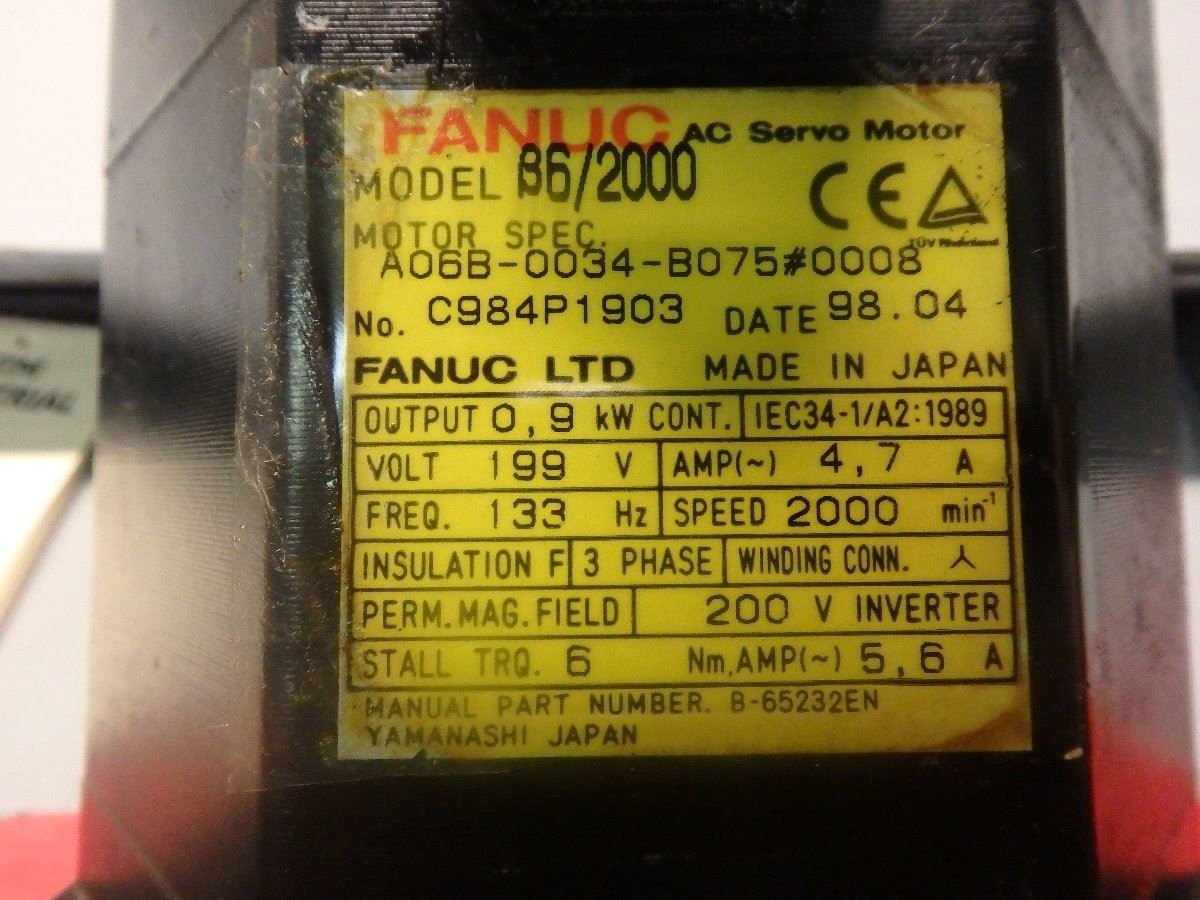 FANUC AC Servo Motor
MODEL β6/2000
CE
TÜV Rheinland
MOTOR SPEC.
A06B-0034-B075#0008
No. C984P1903 DATE 98.04
FANUC LTD MADE IN JAPAN
OUTPUT 0,9 kW CONT. IEC34-1/A2:1989
VOLT 199 V AMP(~) 4,7 A
FREQ. 133 Hz SPEED 2000 min⁻¹
INSULATION F 3 PHASE WINDING CONN. ⅄
PERM.MAG.FIELD 200 V INVERTER
STALL TRQ. 6 Nm,AMP(~) 5,6 A
MANUAL PART NUMBER. B-65232EN
YAMANASHI JAPAN